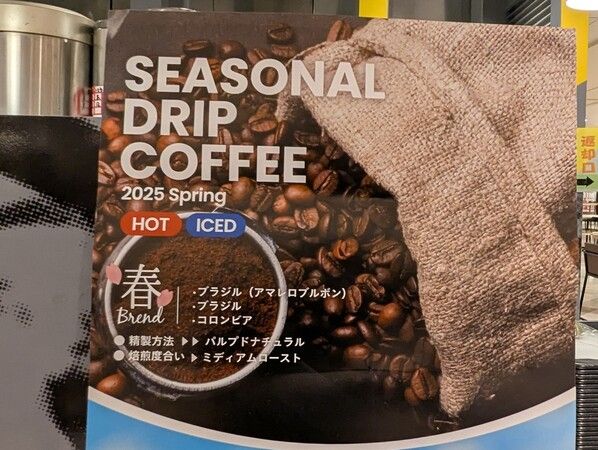 SEASONAL
DRIP
COFFEE
2025 Spring
HOT ICED
春
Brend
・ブラジル（アマレロブルボン）
・ブラジル
・コロンビア
● 精製方法 ▶▶ パルプドナチュラル
● 焙煎度合い ▶ ミディアムロースト
返却口